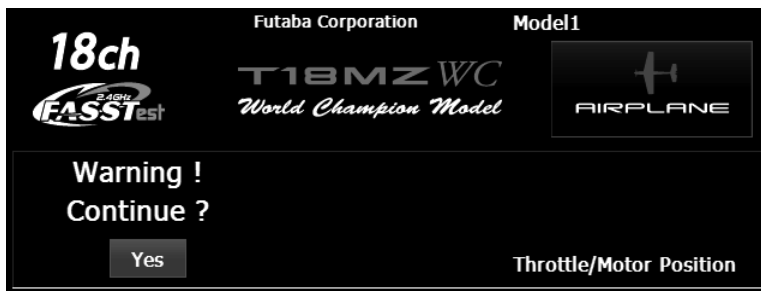 Futaba Corporation
Model1
18ch
T18MZ WC
2.4GHz
FASSTest
World Champion Model
AIRPLANE
Warning !
Continue ?
Yes
Throttle/Motor Position